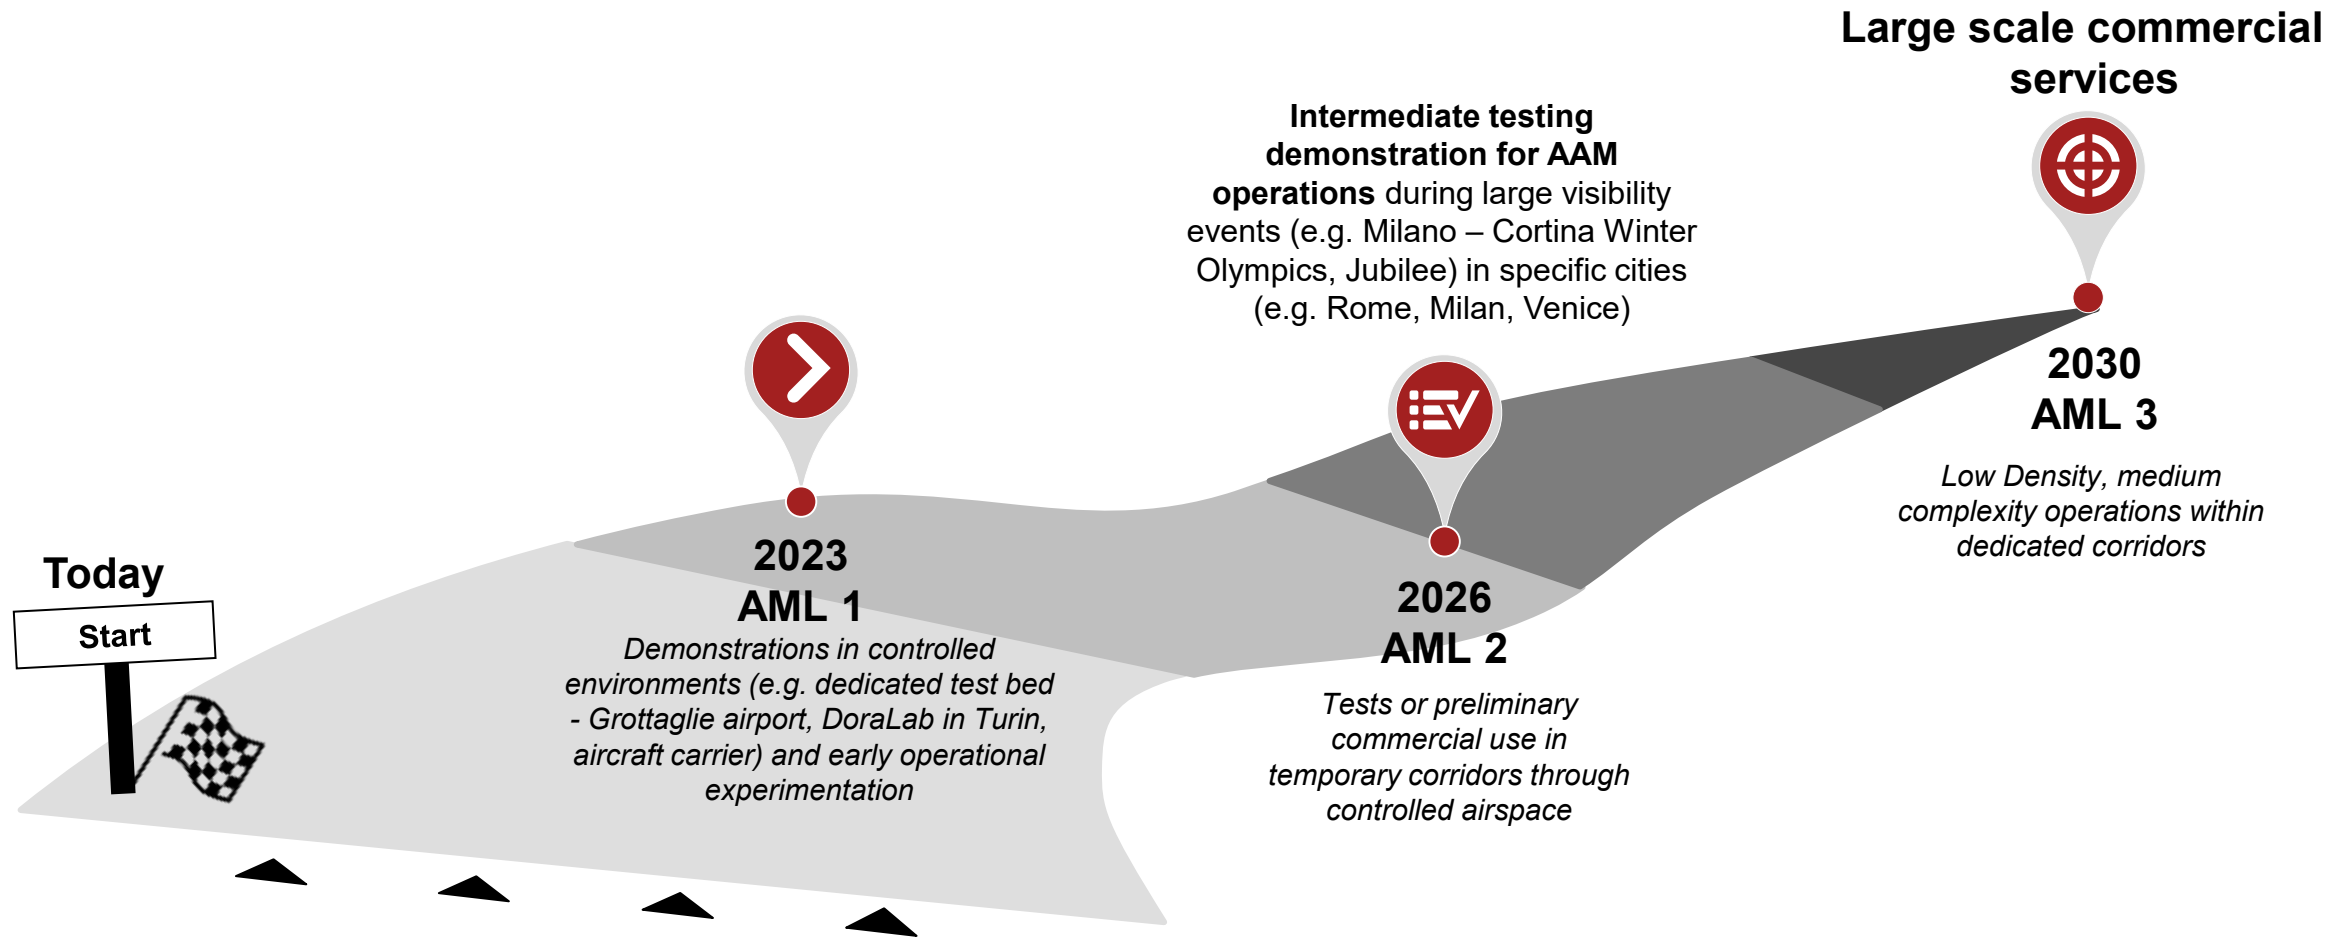 Today
Start
2023
AML 1
Demonstrations in controlled
environments (e.g. dedicated test bed
- Grottaglie airport, DoraLab in Turin,
aircraft carrier) and early operational
experimentation
Intermediate testing
demonstration for AAM
operations during large visibility
events (e.g. Milano – Cortina Winter
Olympics, Jubilee) in specific cities
(e.g. Rome, Milan, Venice)
2026
AML 2
Tests or preliminary
commercial use in
temporary corridors through
controlled airspace
Large scale commercial
services
2030
AML 3
Low Density, medium
complexity operations within
dedicated corridors